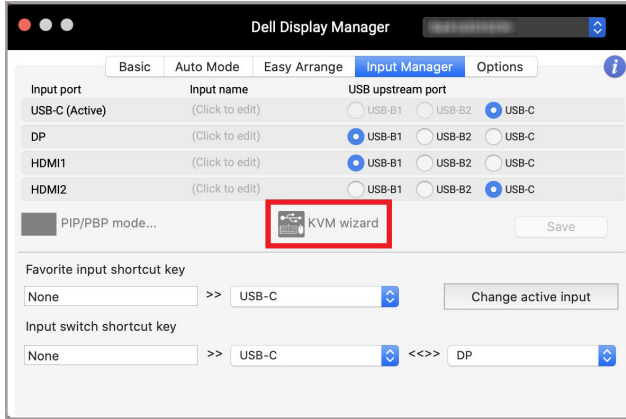 Dell Display Manager
Basic Auto Mode Easy Arrange Input Manager Options i
Input port Input name USB upstream port
USB-C (Active) (Click to edit) USB-B1 USB-B2 USB-C
DP (Click to edit) USB-B1 USB-B2 USB-C
HDMI1 (Click to edit) USB-B1 USB-B2 USB-C
HDMI2 (Click to edit) USB-B1 USB-B2 USB-C
PIP/PBP mode... KVM wizard Save
Favorite input shortcut key
None >> USB-C Change active input
Input switch shortcut key
None >> USB-C <<>> DP